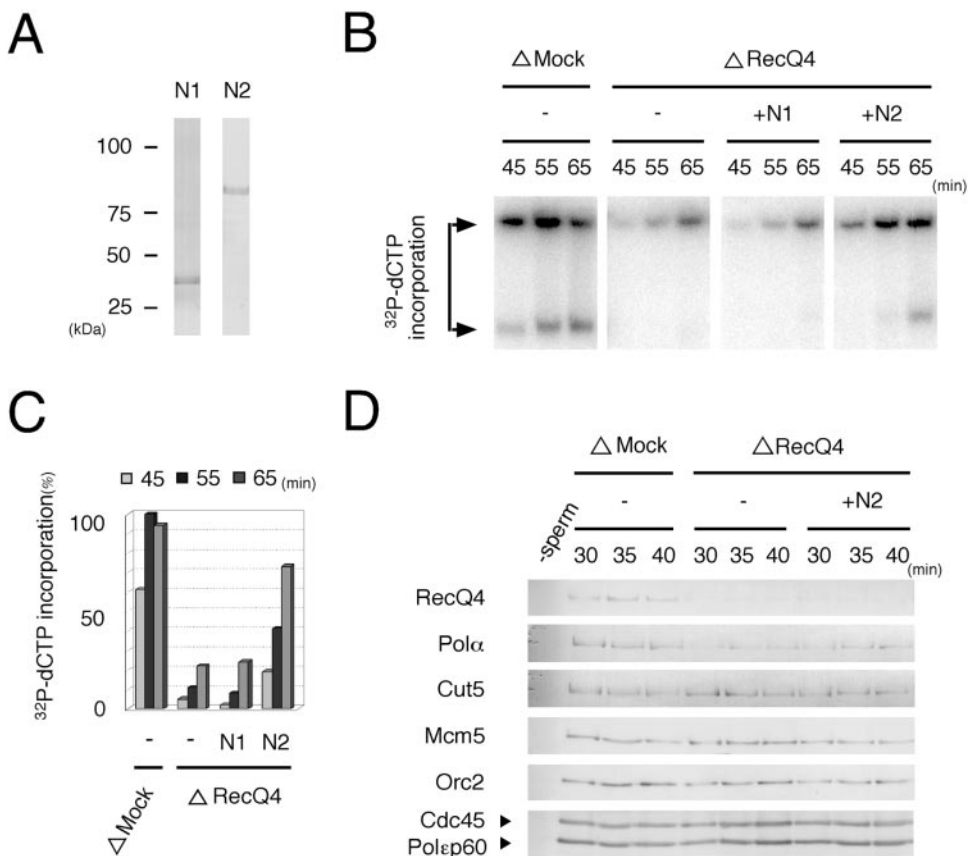 A
N1 N2
100
75
50
25
(kDa)
B
△ Mock △ RecQ4
- - +N1 +N2
45 55 65 45 55 65 45 55 65 45 55 65
(min)
32P-dCTP
incorporation
C
45 55 65 (min)
32P-dCTP incorporation(%)
100
50
0
- - N1 N2
△ Mock
△ RecQ4
D
△ Mock △ RecQ4
- - +N2
-sperm 30 35 40 30 35 40 30 35 40
(min)
RecQ4
Polα
Cut5
Mcm5
Orc2
Cdc45
Polεp60